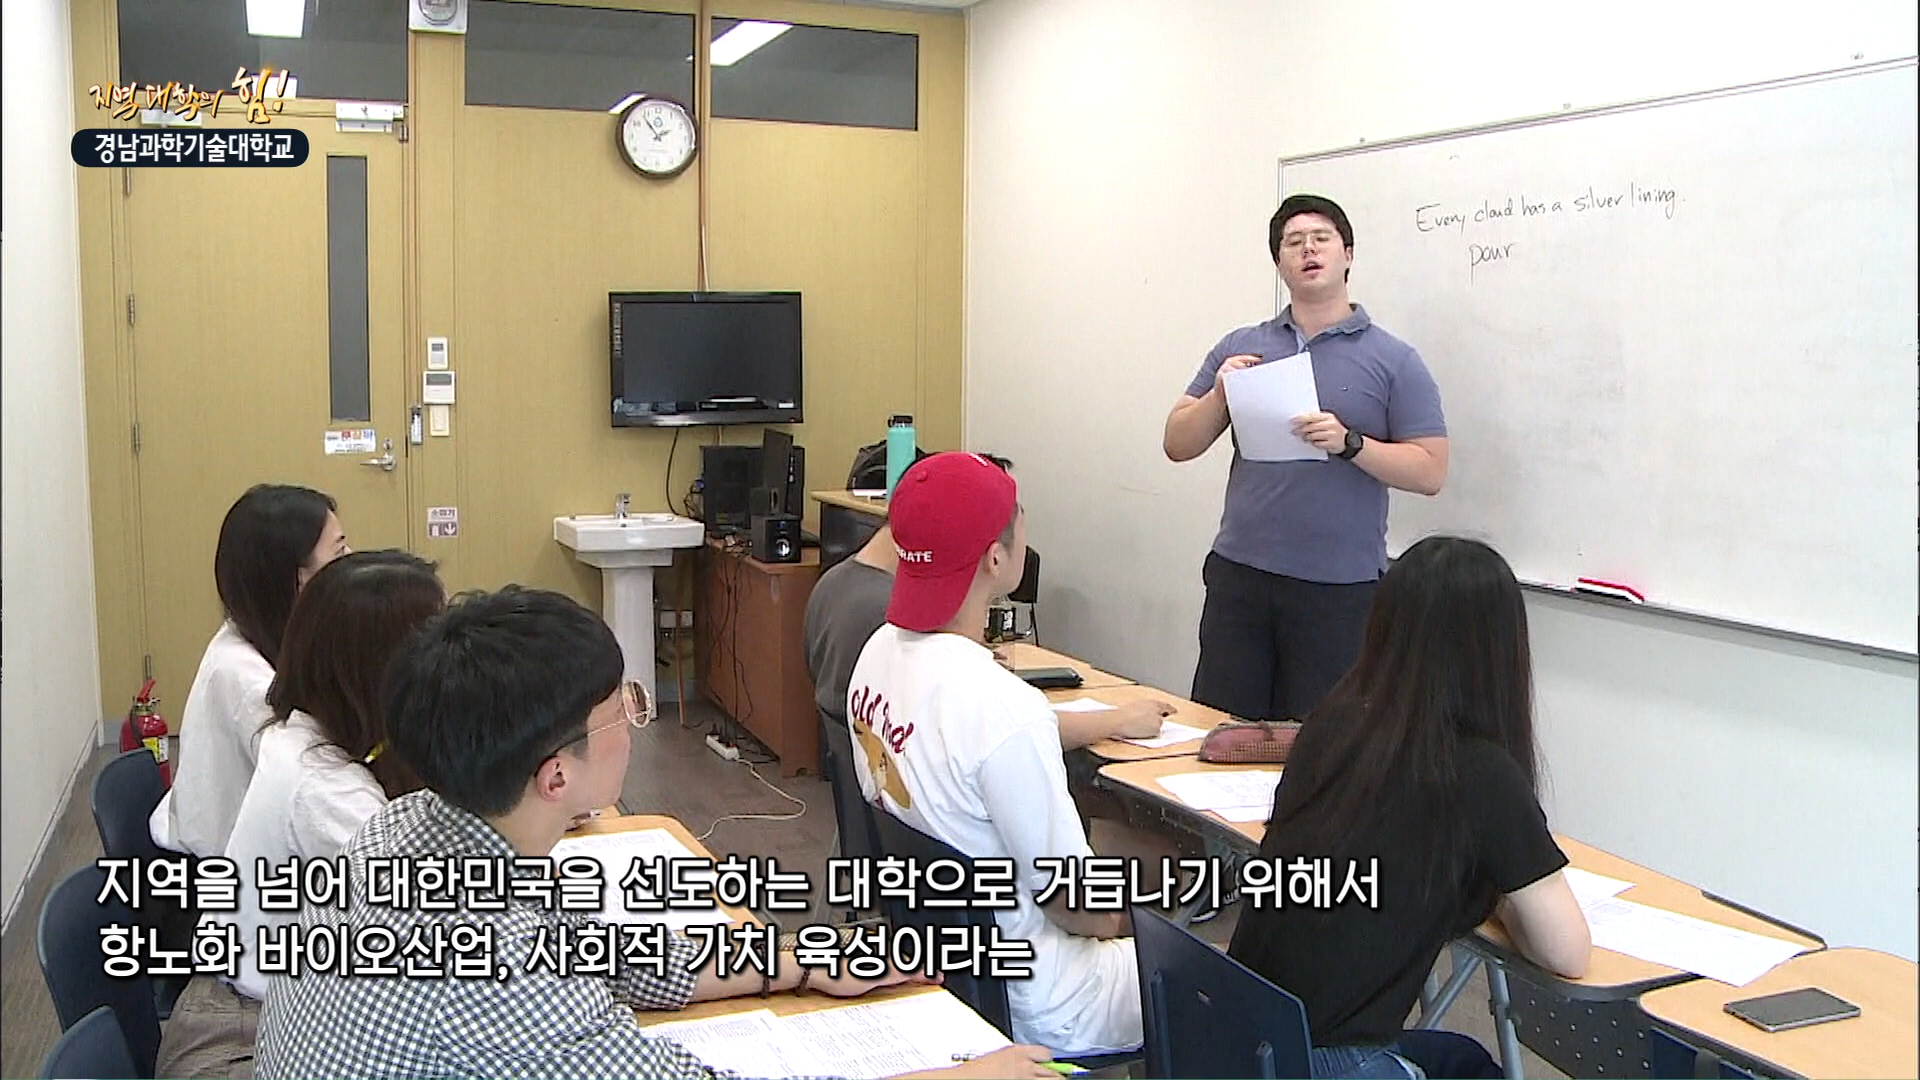 지역 대학의 힘!
경남과학기술대학교
Every cloud has a silver lining.
pour
Old
지역을 넘어 대한민국을 선도하는 대학으로 거듭나기 위해서
항노화 바이오산업, 사회적 가치 육성이라는